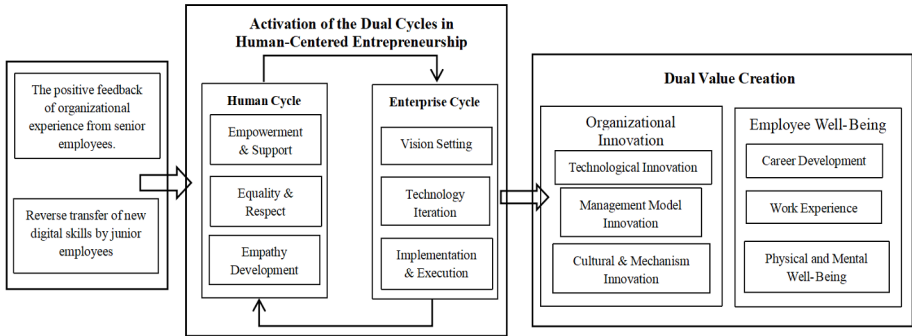 The positive feedback
of organizational
experience from senior
employees.
Reverse transfer of new
digital skills by junior
employees
Activation of the Dual Cycles in
Human-Centered Entrepreneurship
Human Cycle
Empowerment
& Support
Equality &
Respect
Empathy
Development
Enterprise Cycle
Vision Setting
Technology
Iteration
Implementation
& Execution
Dual Value Creation
Organizational
Innovation
Technological Innovation
Management Model
Innovation
Cultural & Mechanism
Innovation
Employee Well-Being
Career Development
Work Experience
Physical and Mental
Well-Being